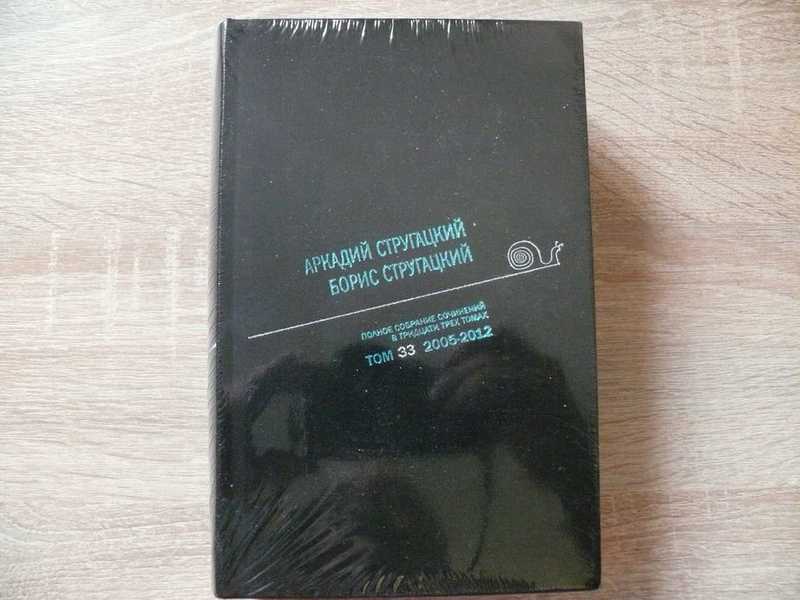 АРКАДИЙ СТРУГАЦКИЙ
БОРИС СТРУГАЦКИЙ
ПОЛНОЕ СОБРАНИЕ СОЧИНЕНИЙ
В ТРИДЦАТИ ТРЕХ ТОМАХ
ТОМ 33 2005-2012